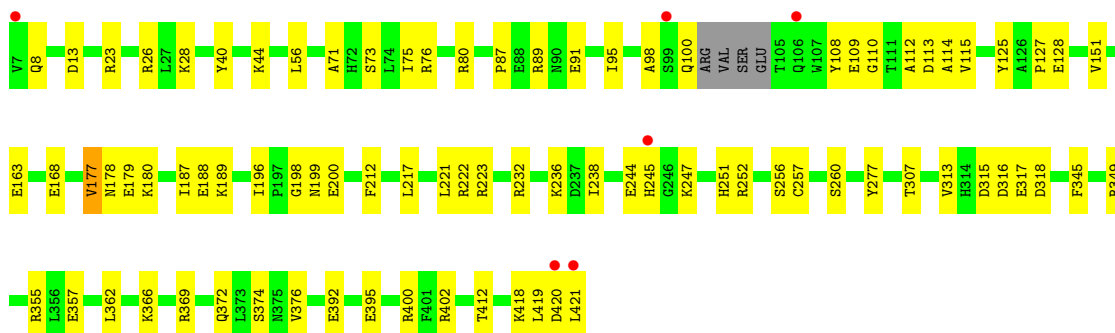 V7 Q8 D13 R23 R26 L27 K28 Y40 K44 L56 A71 H72 S73 L74 I75 R76 R80 P87 E88 R89 N90 E91 I95 A98 S99 Q100 ARG VAL SER GLU T105 Q106 W107 Y108 E109 G110 T111 A112 D113 A114 V115 Y125 A126 P127 E128 V151
E163 E168 V177 N178 E179 K180 I187 E188 K189 I196 P197 G198 N199 E200 F212 L217 L221 R222 R223 R232 K236 D237 I238 E244 H245 G246 K247 H251 R252 S256 C257 S260 Y277 T307 V313 H314 D315 D316 E317 D318 F345
R355 L356 E357 L362 K366 R369 Q372 L373 S374 N375 V376 E392 E395 R400 F401 R402 T412 K418 L419 D420 L421